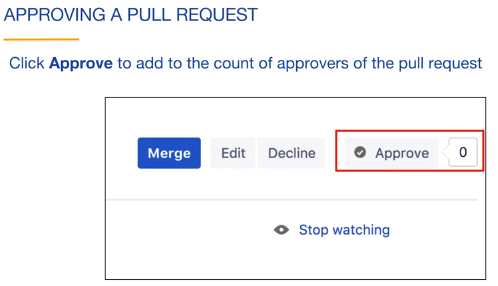 APPROVING A PULL REQUEST
Click Approve to add to the count of approvers of the pull request
Merge Edit Decline Approve 0
Stop watching